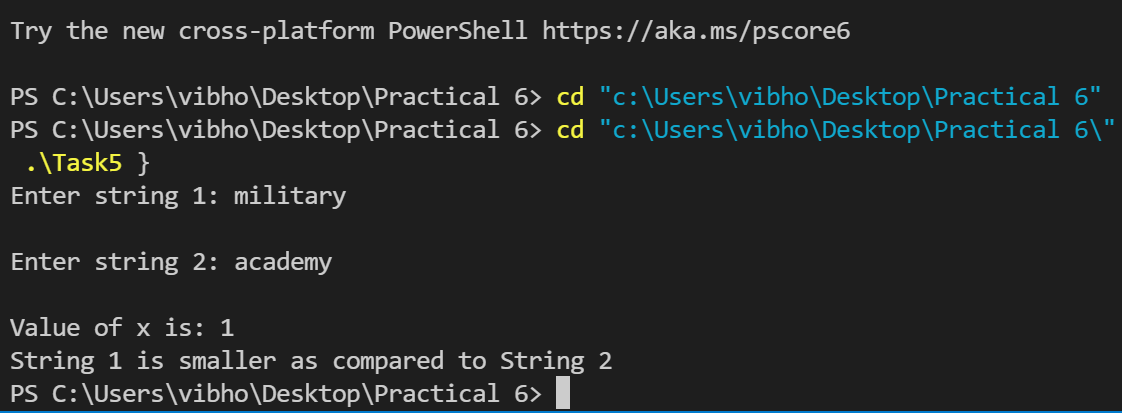 Try the new cross-platform PowerShell https://aka.ms/pscore6
PS C:\Users\vibho\Desktop\Practical 6> cd "c:\Users\vibho\Desktop\Practical 6"
PS C:\Users\vibho\Desktop\Practical 6> cd "c:\Users\vibho\Desktop\Practical 6\"
.\Task5 }
Enter string 1: military
Enter string 2: academy
Value of x is: 1
String 1 is smaller as compared to String 2
PS C:\Users\vibho\Desktop\Practical 6>